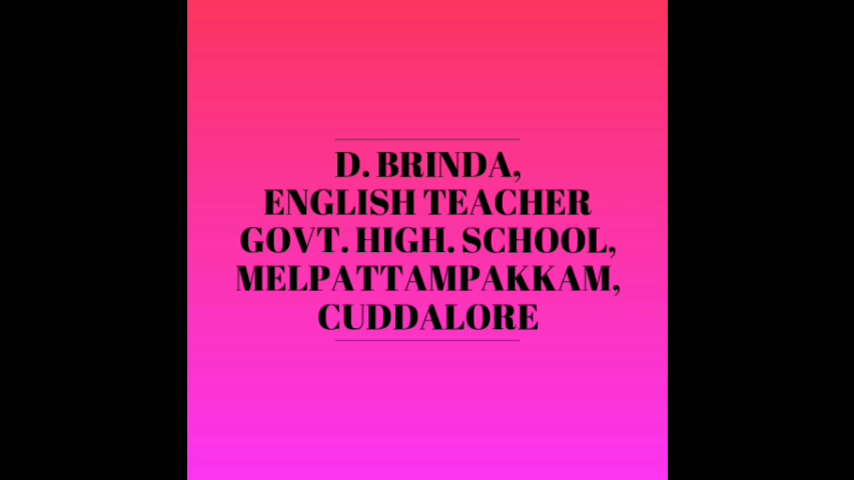 D. BRINDA,
ENGLISH TEACHER
GOVT. HIGH. SCHOOL,
MELPATTAMPAKKAM,
CUDDALORE